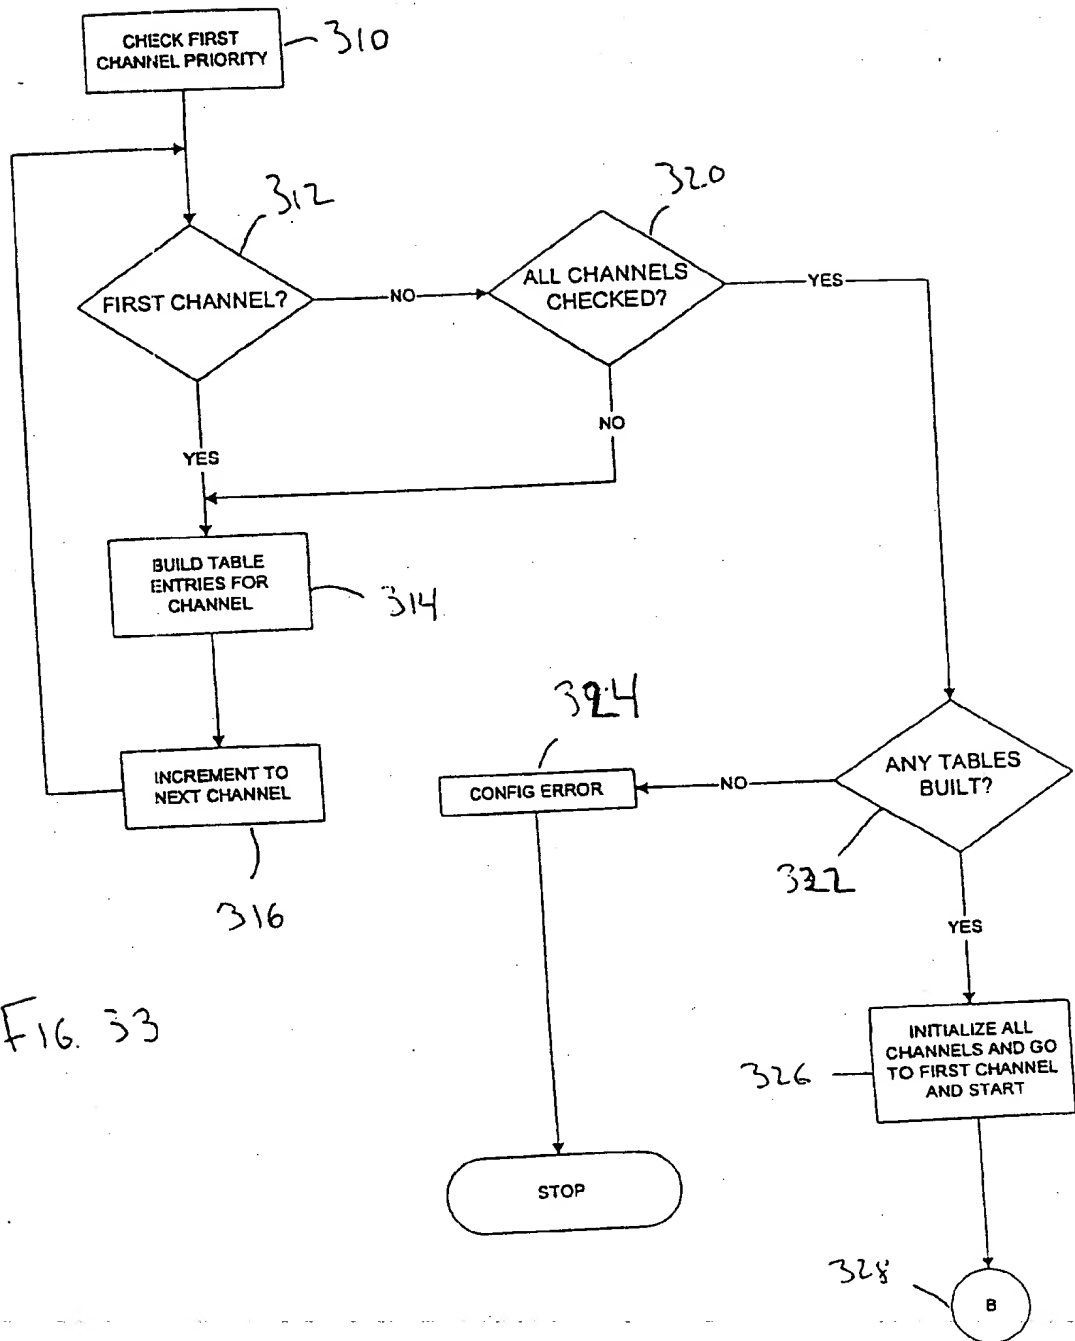 CHECK FIRST
CHANNEL PRIORITY
310
312
FIRST CHANNEL?
NO
320
ALL CHANNELS
CHECKED?
YES
NO
YES
BUILD TABLE
ENTRIES FOR
CHANNEL
314
INCREMENT TO
NEXT CHANNEL
316
324
CONFIG ERROR
NO
ANY TABLES
BUILT?
322
YES
INITIALIZE ALL
CHANNELS AND GO
TO FIRST CHANNEL
AND START
326
STOP
328
B
FIG. 33